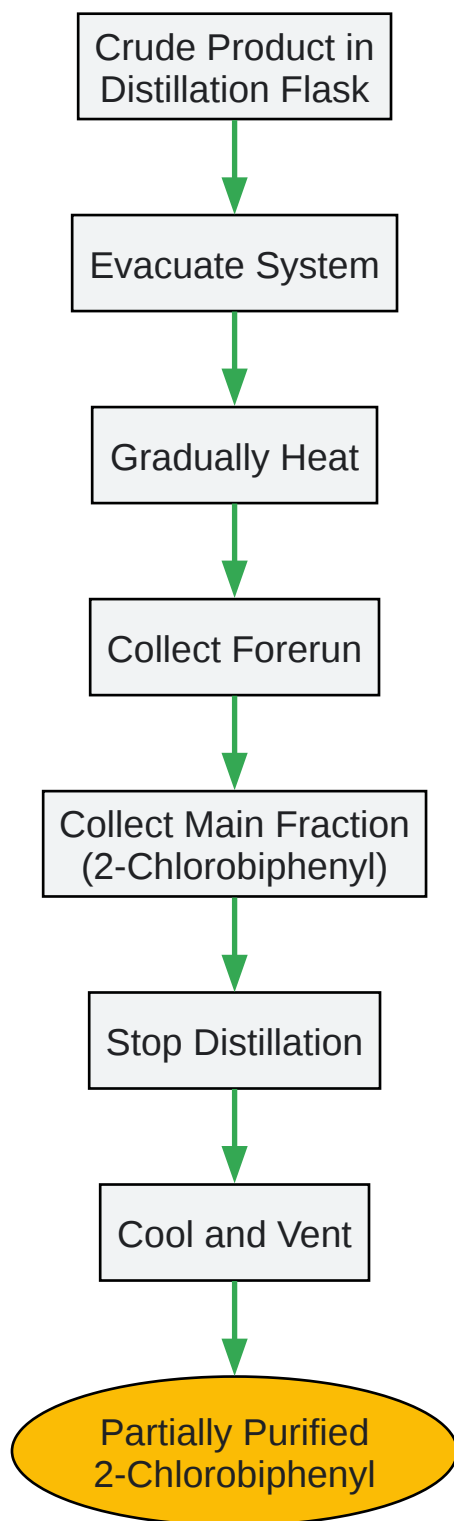 Crude Product in
Distillation Flask
Evacuate System
Gradually Heat
Collect Forerun
Collect Main Fraction
(2-Chlorobiphenyl)
Stop Distillation
Cool and Vent
Partially Purified
2-Chlorobiphenyl